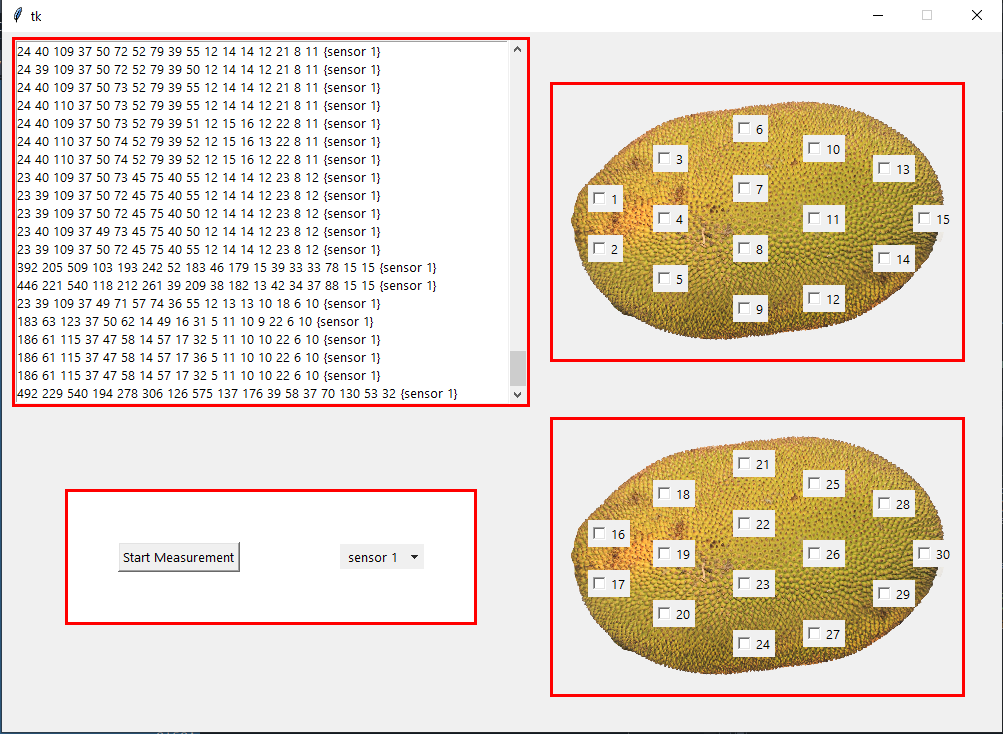 tk
24 40 109 37 50 72 52 79 39 55 12 14 14 12 21 8 11 {sensor 1}
24 39 109 37 50 72 52 79 39 50 12 14 14 12 21 8 11 {sensor 1}
24 40 109 37 50 73 52 79 39 55 12 14 14 12 21 8 11 {sensor 1}
24 40 110 37 50 73 52 79 39 55 12 14 14 12 21 8 11 {sensor 1}
24 40 109 37 50 73 52 79 39 51 12 15 16 12 22 8 11 {sensor 1}
24 40 110 37 50 74 52 79 39 52 12 15 16 13 22 8 11 {sensor 1}
24 40 110 37 50 74 52 79 39 52 12 15 16 12 22 8 11 {sensor 1}
23 40 109 37 50 73 45 75 40 55 12 14 14 12 23 8 12 {sensor 1}
23 39 109 37 50 72 45 75 40 55 12 14 14 12 23 8 12 {sensor 1}
23 39 109 37 50 72 45 75 40 50 12 14 14 12 23 8 12 {sensor 1}
23 40 109 37 49 73 45 75 40 50 12 14 14 12 23 8 12 {sensor 1}
23 39 109 37 50 72 45 75 40 55 12 14 14 12 23 8 12 {sensor 1}
392 205 509 103 193 242 52 183 46 179 15 39 33 33 78 15 15 {sensor 1}
446 221 540 118 212 261 39 209 38 182 13 42 34 37 88 15 15 {sensor 1}
23 39 109 37 49 71 57 74 36 55 12 13 13 10 18 6 10 {sensor 1}
183 63 123 37 50 62 14 49 16 31 5 11 10 9 22 6 10 {sensor 1}
186 61 115 37 47 58 14 57 17 32 5 11 10 10 22 6 10 {sensor 1}
186 61 115 37 47 58 14 57 17 36 5 11 10 10 22 6 10 {sensor 1}
186 61 115 37 47 58 14 57 17 32 5 11 10 10 22 6 10 {sensor 1}
492 229 540 194 278 306 126 575 137 176 39 58 37 70 130 53 32 {sensor 1}
6
10
3
13
7
1
4
11
15
2
8
14
5
12
9
Start Measurement
sensor 1
21
25
18
28
22
16
19
26
30
17
23
29
20
27
24